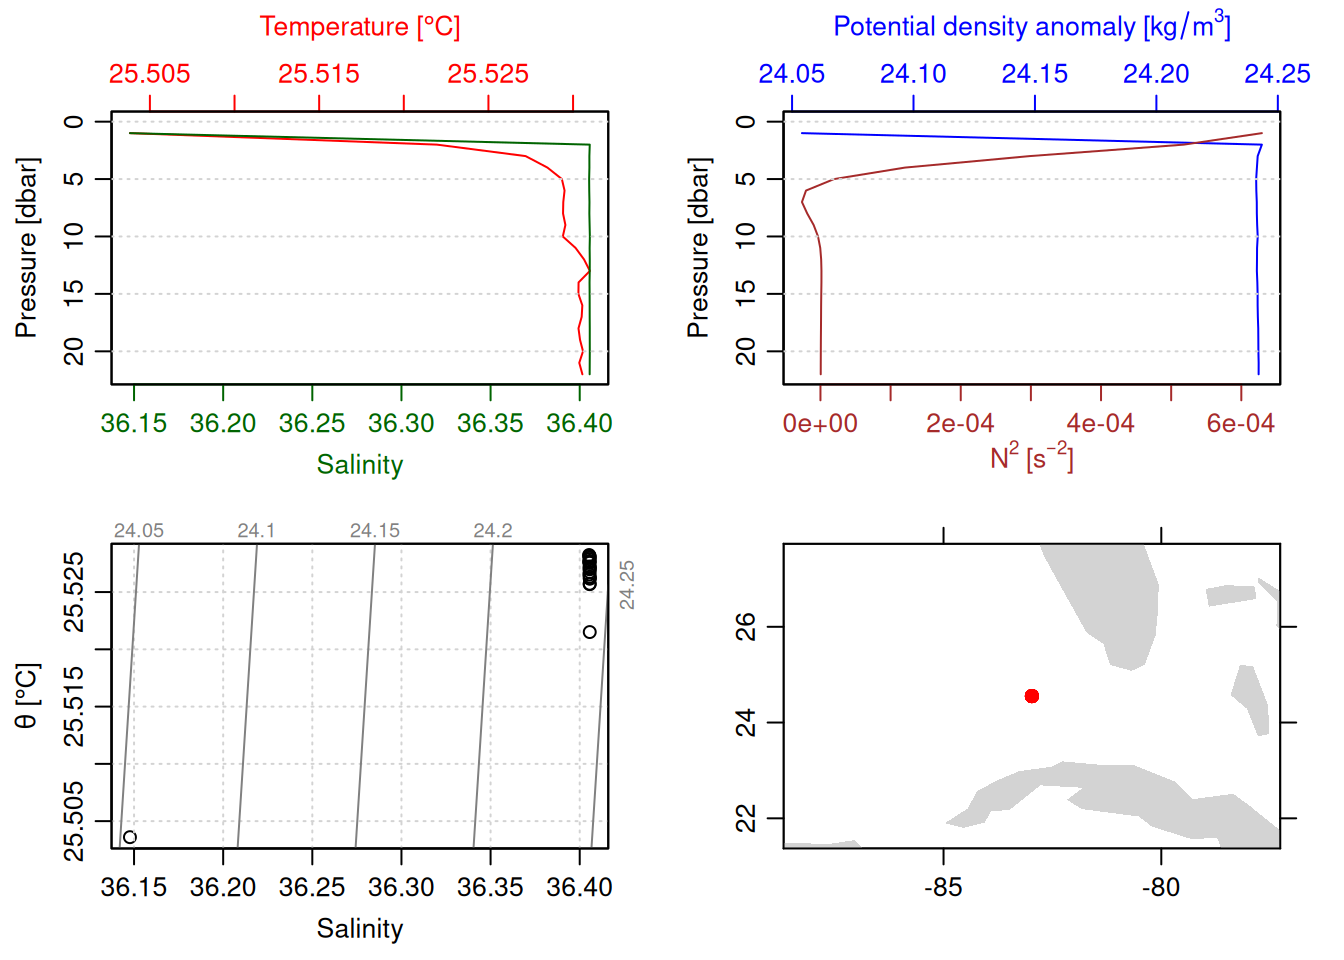 Temperature [°C]
25.505 25.515 25.525
0
5
10
15
20
Pressure [dbar]
36.15 36.20 36.25 36.30 36.35 36.40
Salinity
Potential density anomaly [kg/m³]
24.05 24.10 24.15 24.20 24.25
0
5
10
15
20
Pressure [dbar]
0e+00 2e-04 4e-04 6e-04
N² [s⁻²]
24.05 24.1 24.15 24.2
24.25
25.525
25.515
25.505
θ [°C]
36.15 36.20 36.25 36.30 36.35 36.40
Salinity
26
24
22
-85 -80